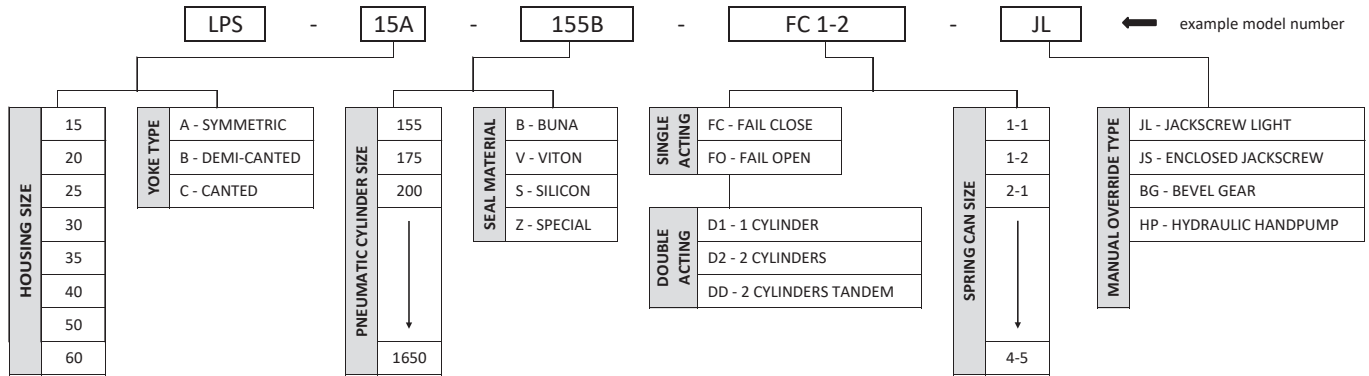 LPS - 15A - 155B - FC 1-2 - JL example model number
HOUSING SIZE
15
20
25
30
35
40
50
60
YOKE TYPE
A - SYMMETRIC
B - DEMI-CANTED
C - CANTED
PNEUMATIC CYLINDER SIZE
155
175
200
1650
SEAL MATERIAL
B - BUNA
V - VITON
S - SILICON
Z - SPECIAL
SINGLE
ACTING
FC - FAIL CLOSE
FO - FAIL OPEN
DOUBLE
ACTING
D1 - 1 CYLINDER
D2 - 2 CYLINDERS
DD - 2 CYLINDERS TANDEM
SPRING CAN SIZE
1-1
1-2
2-1
4-5
MANUAL OVERRIDE TYPE
JL - JACKSCREW LIGHT
JS - ENCLOSED JACKSCREW
BG - BEVEL GEAR
HP - HYDRAULIC HANDPUMP